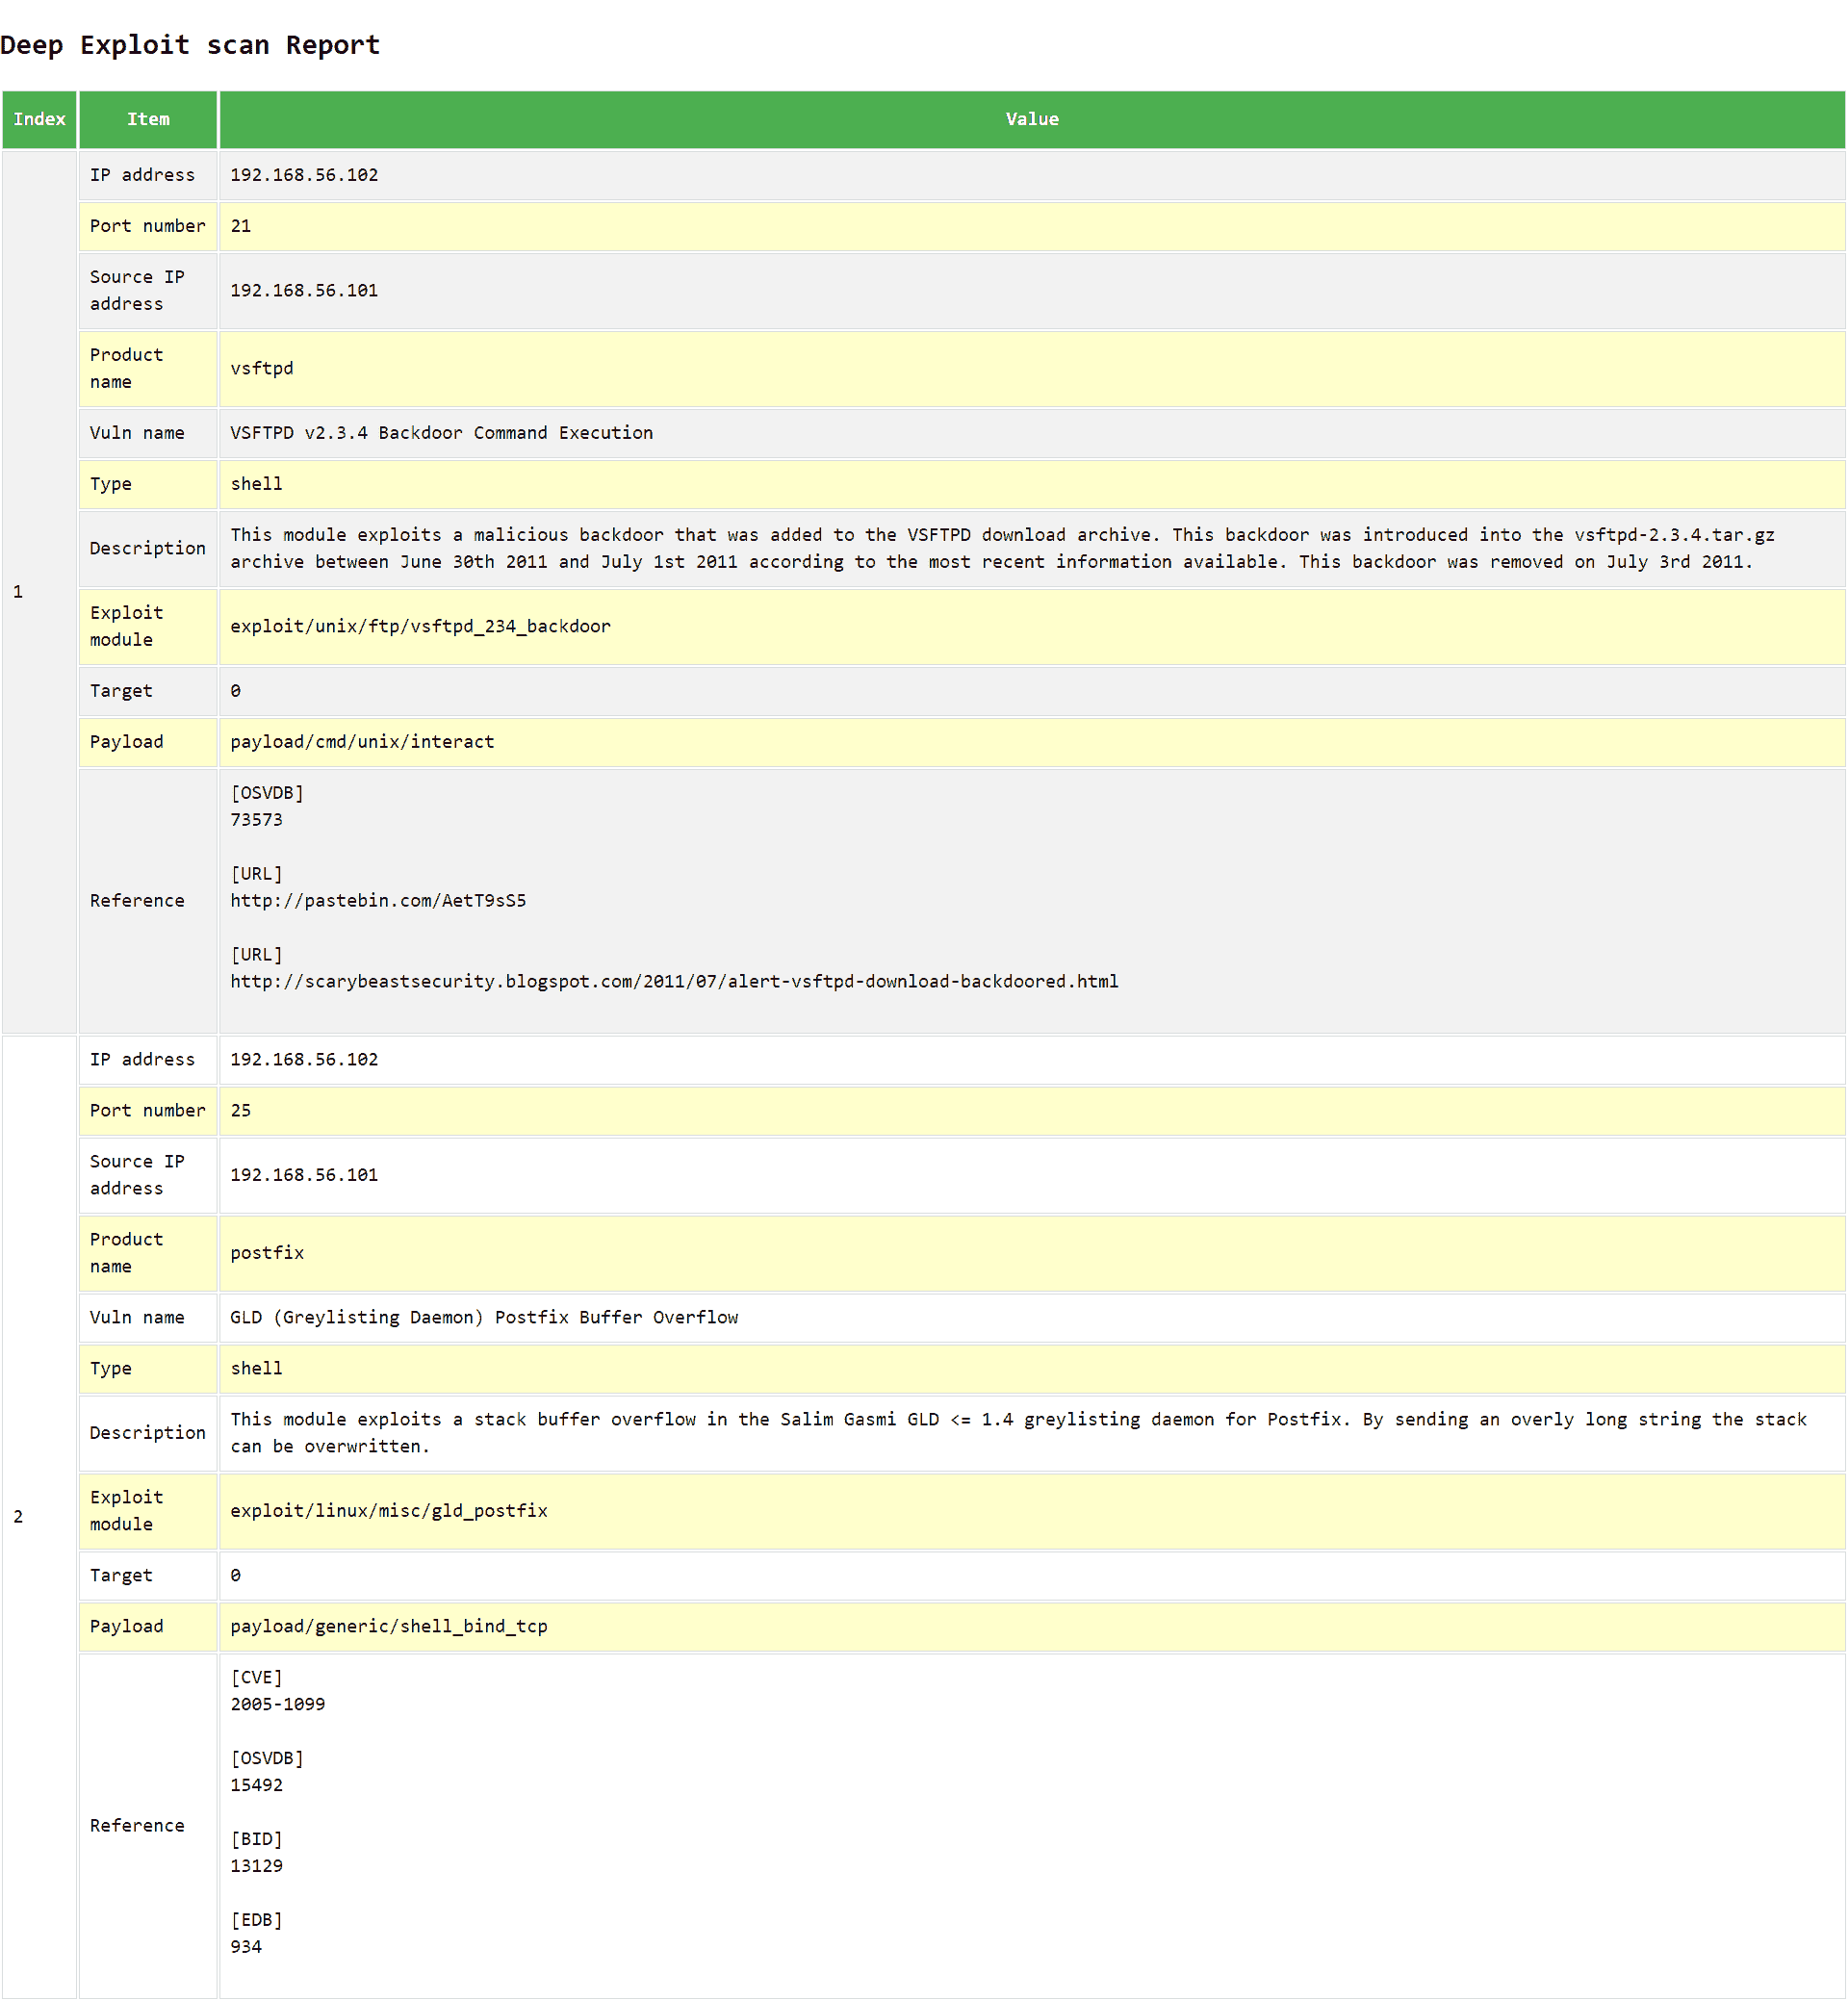 Deep Exploit scan Report
Index Item Value
1
IP address 192.168.56.102
Port number 21
Source IP
address
192.168.56.101
Product
name
vsftpd
Vuln name VSFTPD v2.3.4 Backdoor Command Execution
Type shell
Description
This module exploits a malicious backdoor that was added to the VSFTPD download archive. This backdoor was introduced into the vsftpd-2.3.4.tar.gz
archive between June 30th 2011 and July 1st 2011 according to the most recent information available. This backdoor was removed on July 3rd 2011.
Exploit
module
exploit/unix/ftp/vsftpd_234_backdoor
Target 0
Payload payload/cmd/unix/interact
Reference
[OSVDB]
73573
[URL]
http://pastebin.com/AetT9sS5
[URL]
http://scarybeastsecurity.blogspot.com/2011/07/alert-vsftpd-download-backdoored.html
2
IP address 192.168.56.102
Port number 25
Source IP
address
192.168.56.101
Product
name
postfix
Vuln name GLD (Greylisting Daemon) Postfix Buffer Overflow
Type shell
Description
This module exploits a stack buffer overflow in the Salim Gasmi GLD <= 1.4 greylisting daemon for Postfix. By sending an overly long string the stack
can be overwritten.
Exploit
module
exploit/linux/misc/gld_postfix
Target 0
Payload payload/generic/shell_bind_tcp
Reference
[CVE]
2005-1099
[OSVDB]
15492
[BID]
13129
[EDB]
934